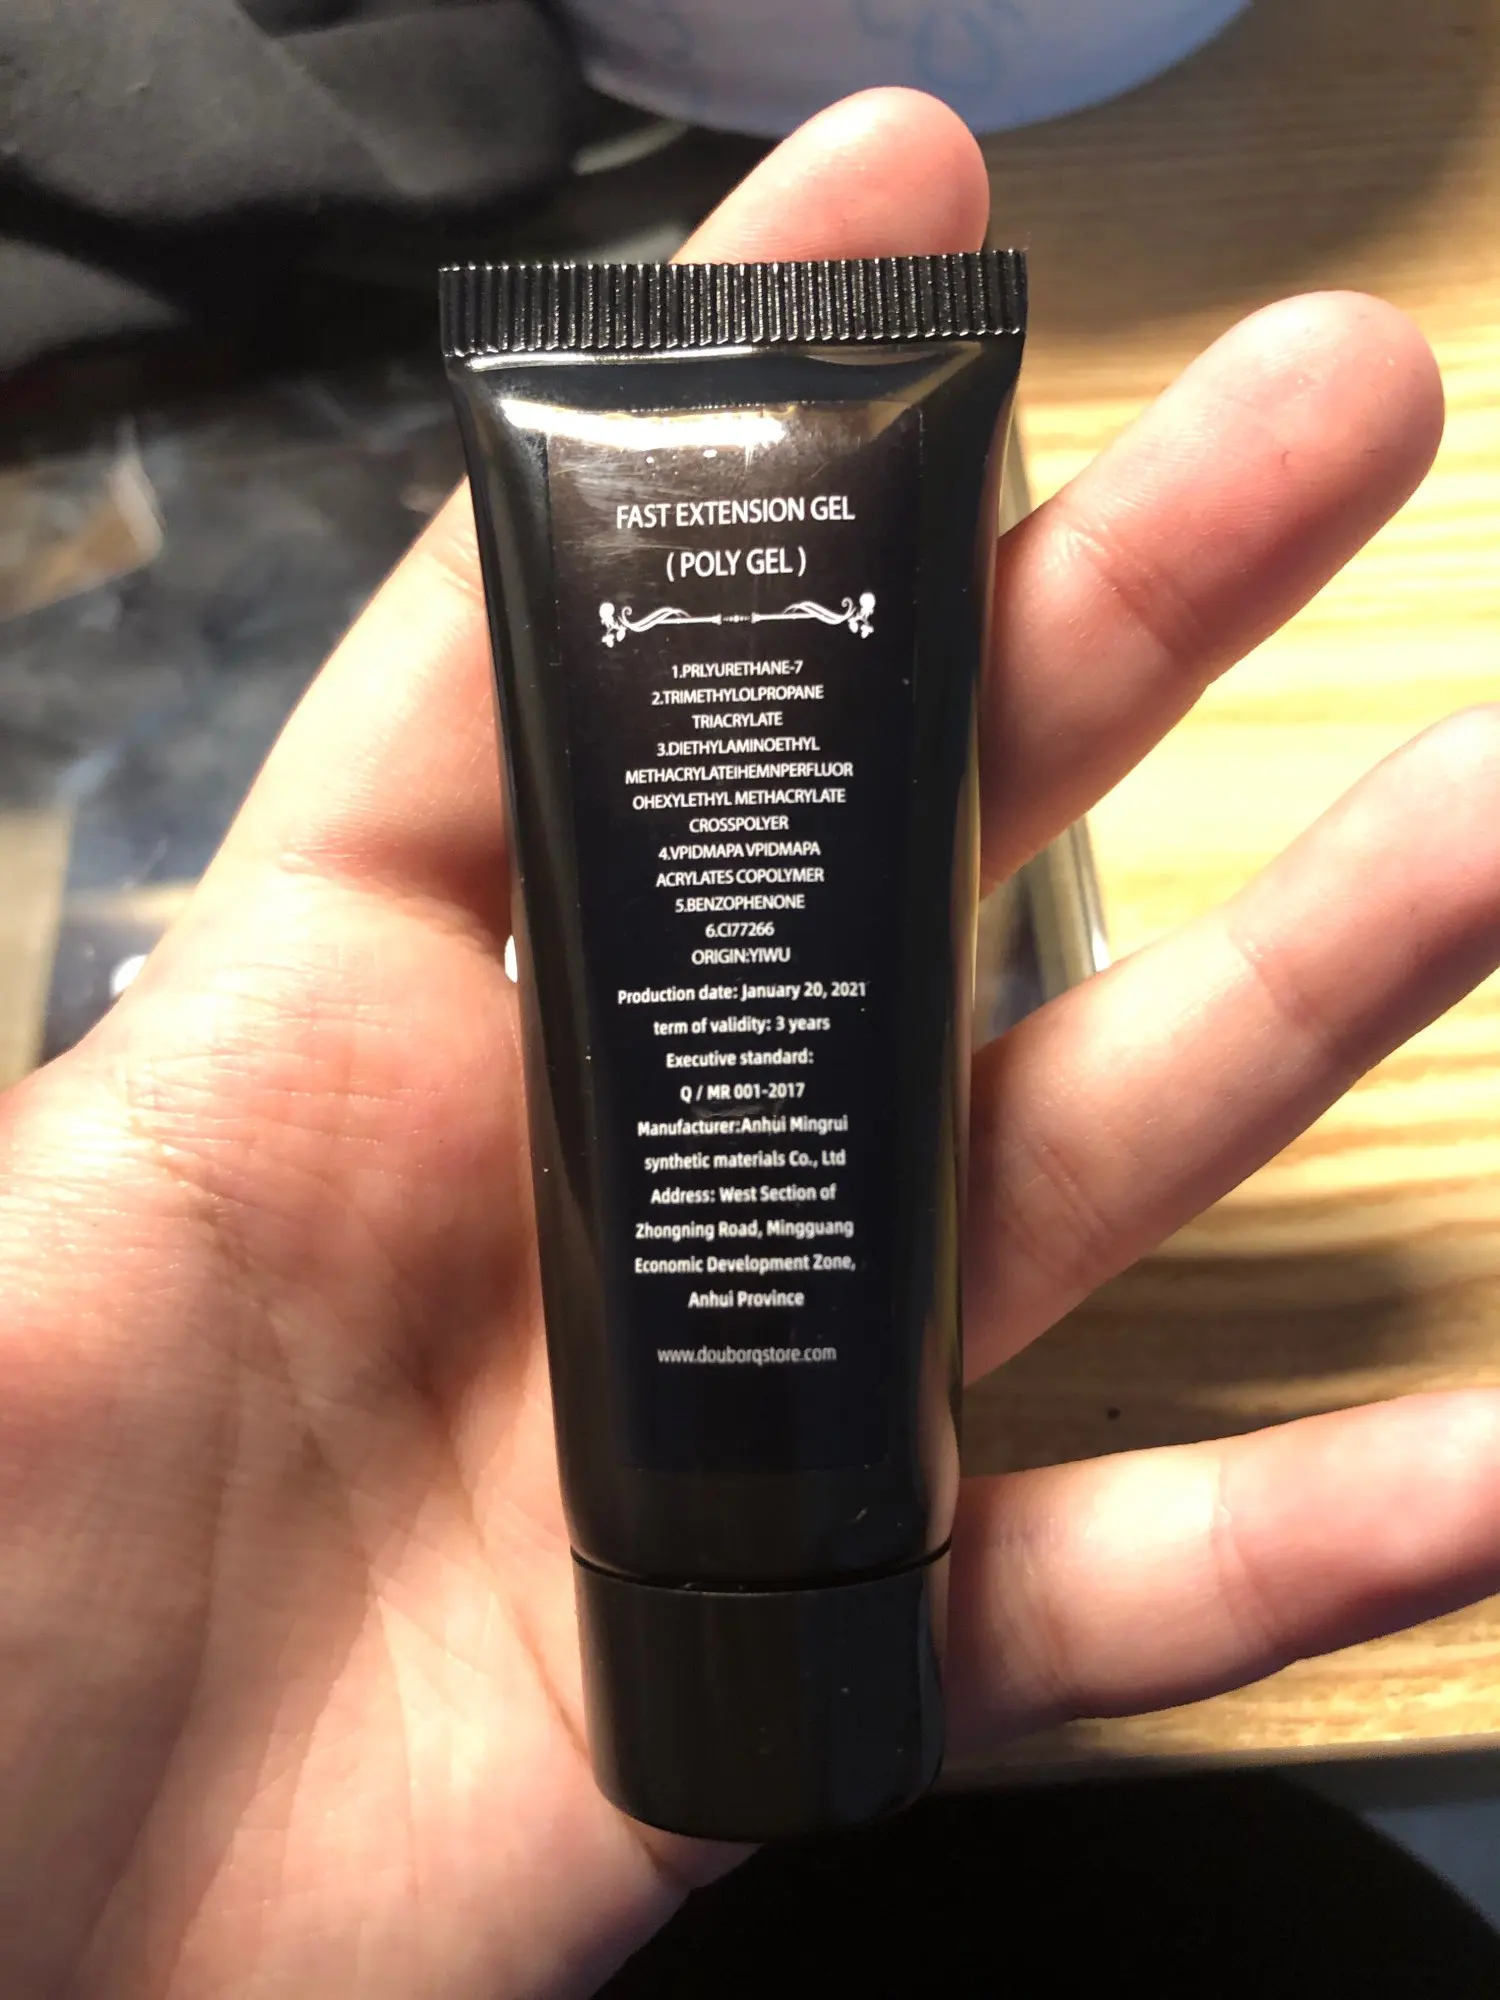 FAST EXTENSION GEL
( POLY GEL )
1.PRLYURETHANE-7
2.TRIMETHYLOLPROPANE
TRIACRYLATE
3.DIETHYLAMINOETHYL
METHACRYLATEIHEMNPERFLUOR
OHEXYLETHYL METHACRYLATE
CROSSPOLYER
4.VPIDMAPA VPIDMAPA
ACRYLATES COPOLYMER
5.BENZOPHENONE
6.CI77266
ORIGIN:YIWU
Production date: January 20, 2021
term of validity: 3 years
Executive standard:
Q / MR 001-2017
Manufacturer:Anhui Mingrui
synthetic materials Co., Ltd
Address: West Section of
Zhongning Road, Mingguang
Economic Development Zone,
Anhui Province
www.douborqstore.com